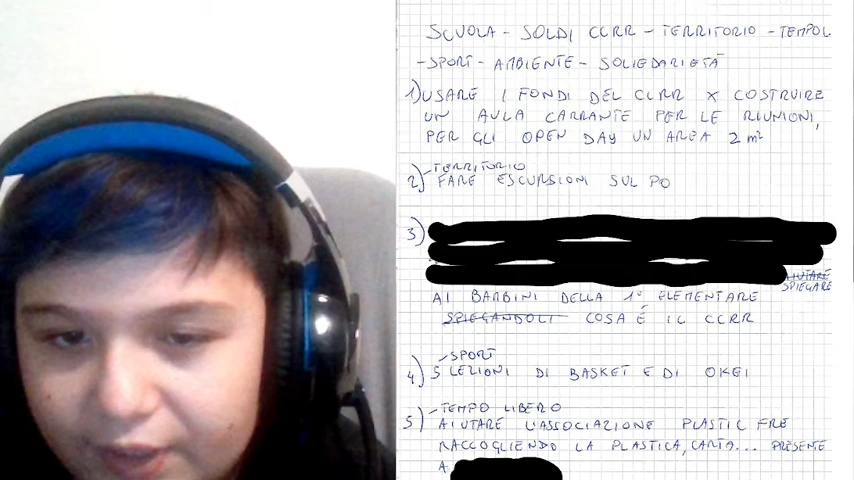 SCUOLA - SOLDI CCRR - TERRITORIO - TEMPOL
- SPORT - AMBIENTE - SOLIEDARIETÀ
1) USARE I FONDI DEL CCRR X COSTRUIRE
UN AULA CARRANTE PER LE RIUNIONI,
PER GLI OPEN DAY UN AREA 2 m²
- TERRITORIO
2) FARE ESCURSIONI SUL PO
3)
AIUTARE
SPIEGARE
AI BAMBINI DELLA 1° ELEMENTARE
SPIEGANDOLI COSA É IL CCRR
- SPORT
4) 5 LEZIONI DI BASKET E DI OKEI
- TEMPO LIBERO
5) AIUTARE L'ASSOCIAZIONE PLASTIC FRE
RACCOGLIENDO LA PLASTICA, CARTA... PRESENTE
A